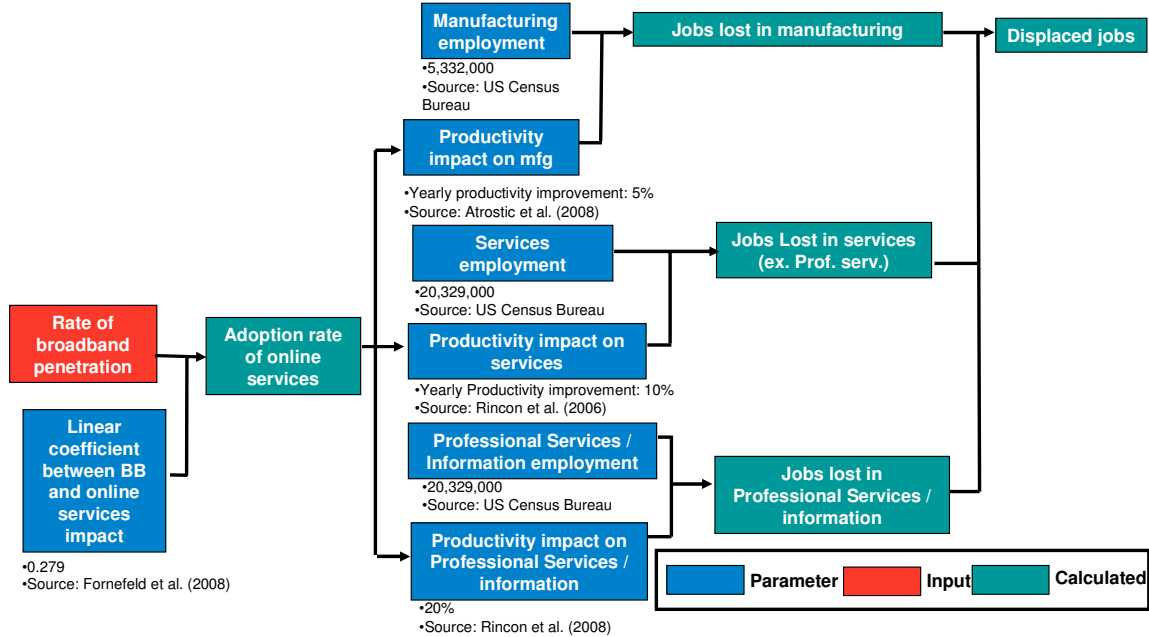 Manufacturing
employment
•5,332,000
•Source: US Census
Bureau
Jobs lost in manufacturing
Displaced jobs
Productivity
impact on mfg
•Yearly productivity improvement: 5%
•Source: Atrostic et al. (2008)
Services
employment
•20,329,000
•Source: US Census Bureau
Jobs Lost in services
(ex. Prof. serv.)
Rate of
broadband
penetration
Adoption rate
of online
services
Productivity impact on
services
•Yearly Productivity improvement: 10%
•Source: Rincon et al. (2006)
Linear
coefficient
between BB
and online
services
impact
•0.279
•Source: Fornefeld et al. (2008)
Professional Services /
Information employment
•20,329,000
•Source: US Census Bureau
Jobs lost in
Professional Services /
information
Productivity impact on
Professional Services /
information
•20%
•Source: Rincon et al. (2008)
Parameter
Input
Calculated